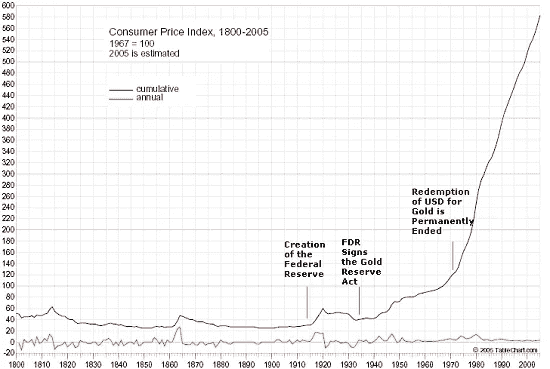 Consumer Price Index, 1800-2005
1967 = 100
2005 is estimated
cumulative
annual
Redemption
of USD for
Gold is
Permanently
Ended
Creation
of the
Federal
Reserve
FDR
Signs
the Gold
Reserve
Act
600
580
560
540
520
500
480
460
440
420
400
380
360
340
320
300
280
260
240
220
200
180
160
140
120
100
80
60
40
20
0
-20
1800 1810 1820 1830 1840 1850 1860 1870 1880 1890 1900 1910 1920 1930 1940 1950 1960 1970 1980 1990 2000
© 2005 TableChart.com